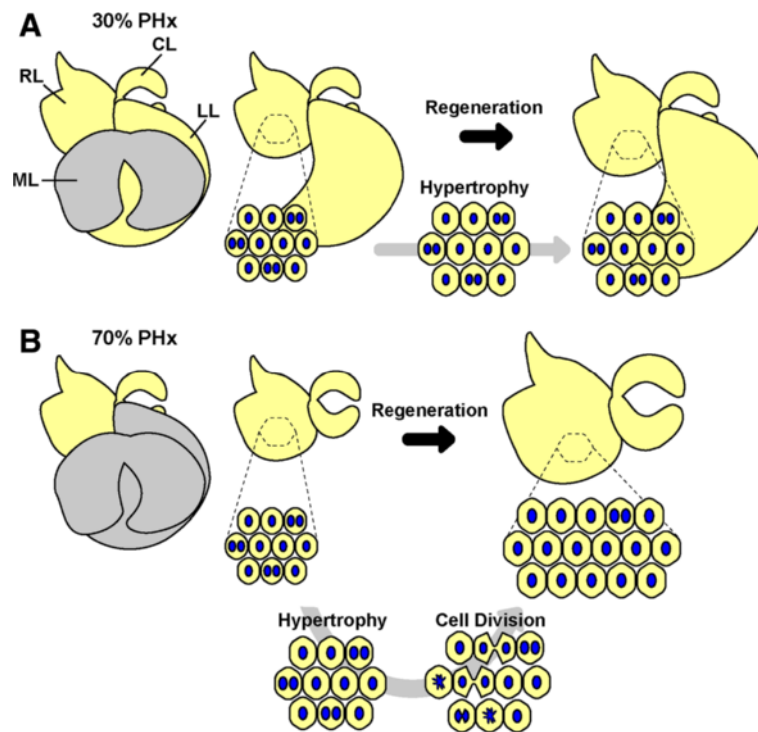 A
30% PHx
CL
RL
LL
ML
Regeneration
Hypertrophy
B
70% PHx
Regeneration
Hypertrophy
Cell Division